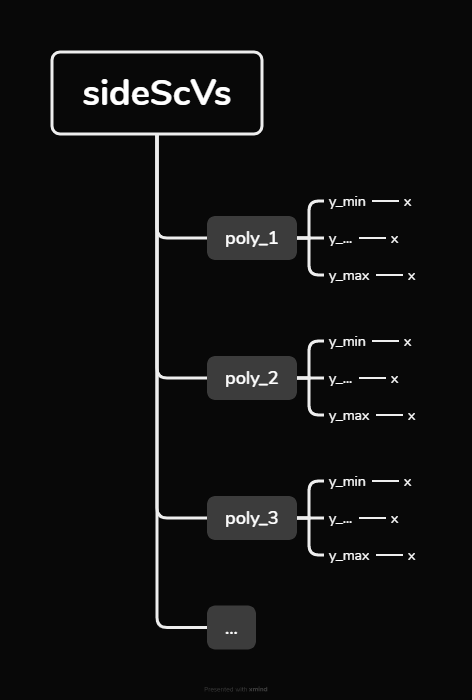 sideScVs
y_min x
poly_1 y_... x
y_max x
y_min x
poly_2 y_... x
y_max x
y_min x
poly_3 y_... x
y_max x
...
Presented with xmind